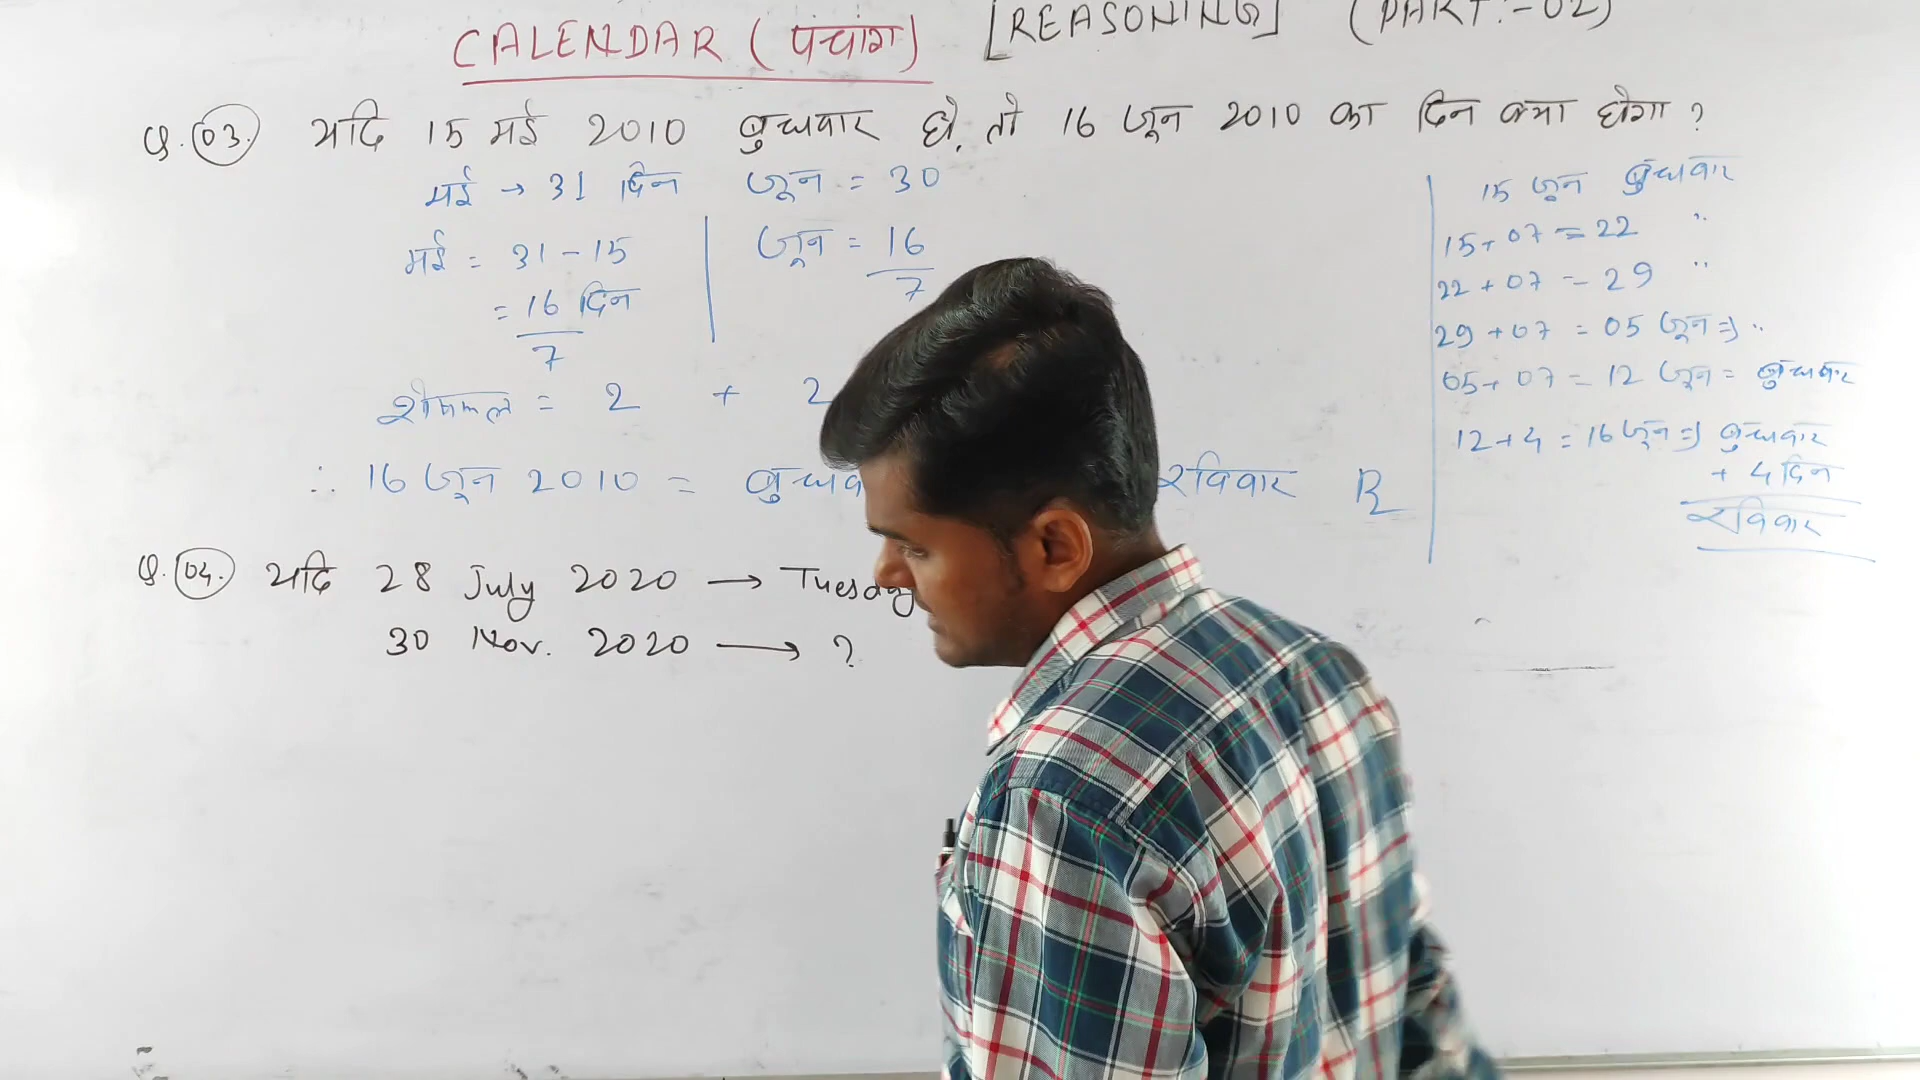 CALENDAR (पंचांग) [REASONING] (PART:-02)
Q.03. यदि 15 मई 2010 बुधवार हो, तो 16 जून 2010 का दिन क्या होगा ?
मई → 31 दिन जून = 30
मई = 31 - 15
= 16 दिन
7
जून = 16
7
शेषफल = 2 + 2
∴ 16 जून 2010 = रविवार
15 जून बुधवार
15+07 = 22 "
22+07 = 29 "
29+07 = 05 जून ⇒ "
05+07 = 12 जून = बुधवार
12+4 = 16 जून ⇒ बुधवार
+ 4 दिन
रविवार
Q.04. यदि 28 July 2020 → Tuesday
30 Nov. 2020 → ?